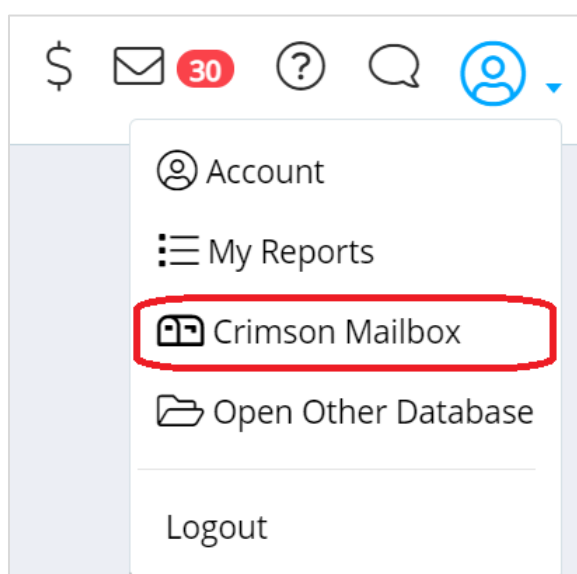 $ 30 ?
Account
My Reports
Crimson Mailbox
Open Other Database
Logout